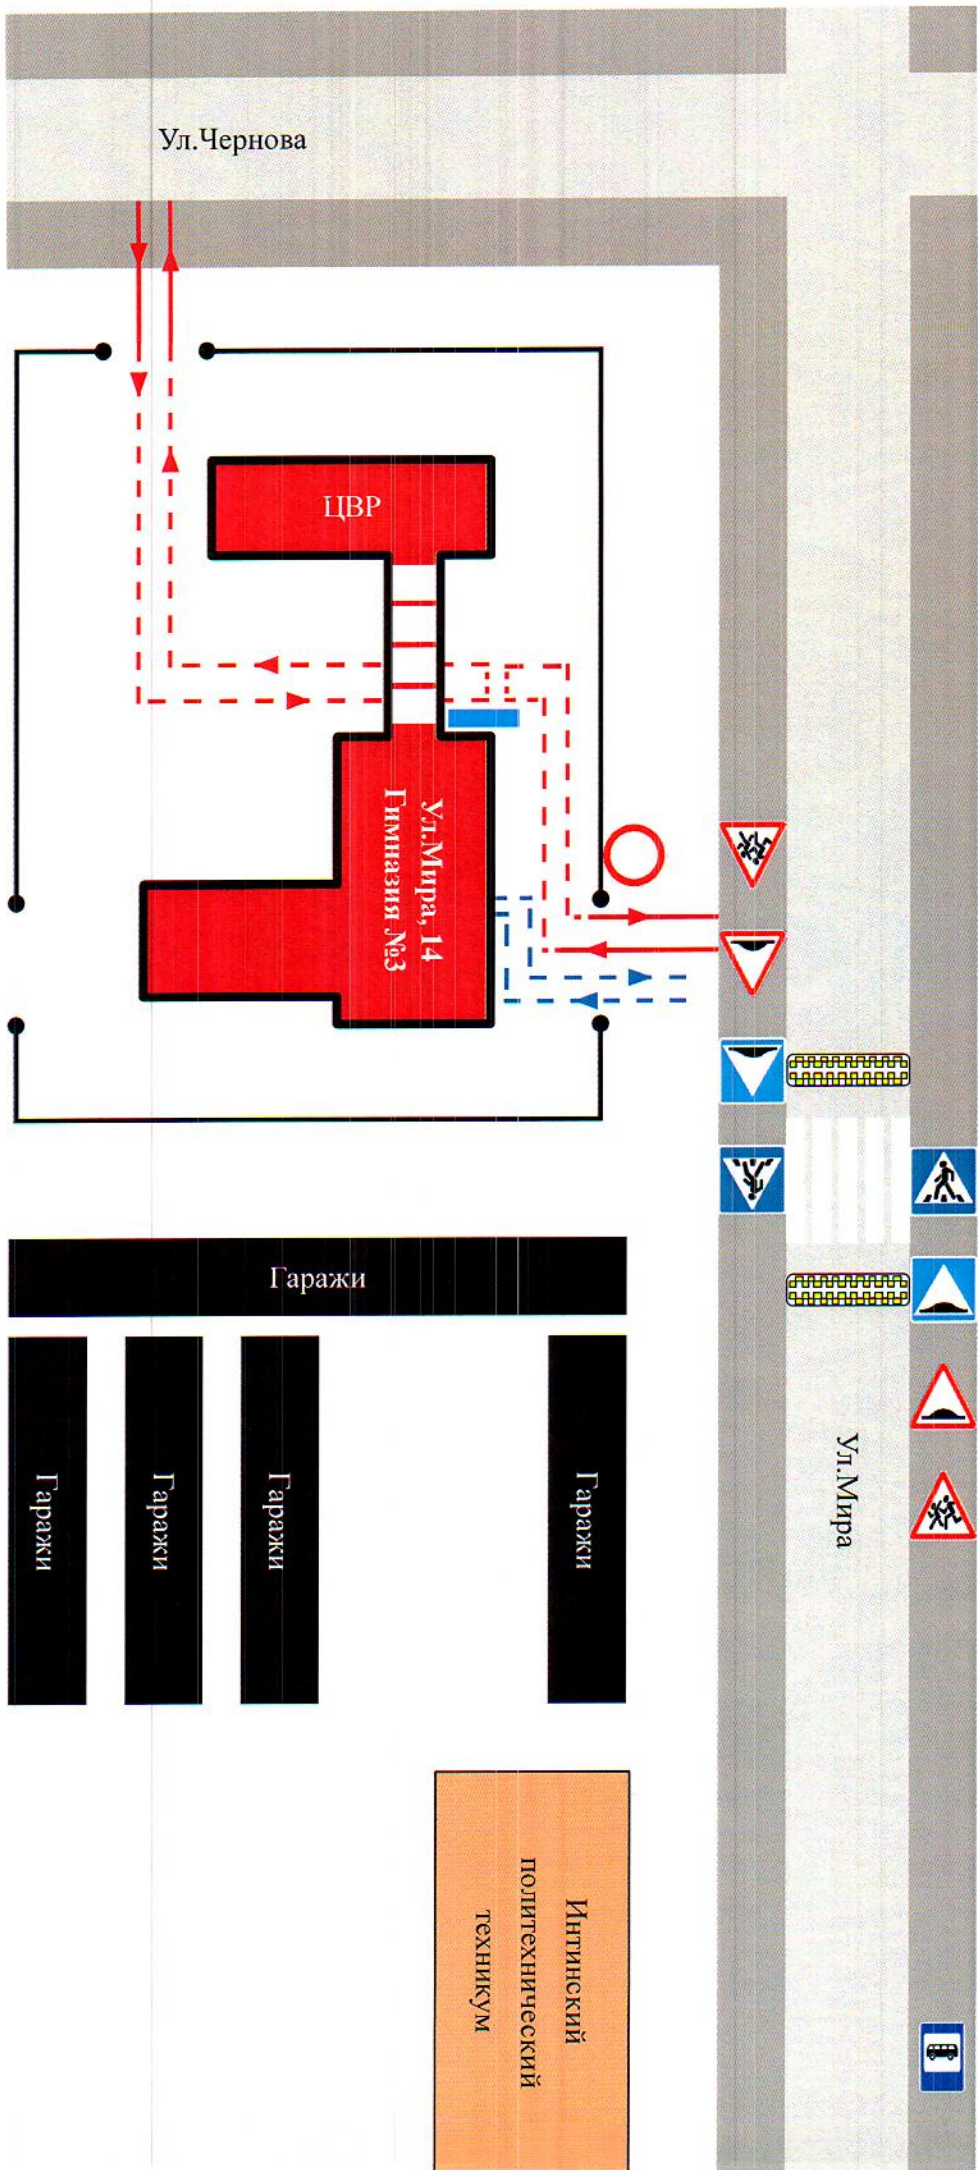 Ул.Чернова
ЦВР
Ул.Мира, 14
Гимназия №3
Гаражи
Гаражи
Гаражи
Гаражи
Гаражи
Ул.Мира
Интинский
политехнический
техникум